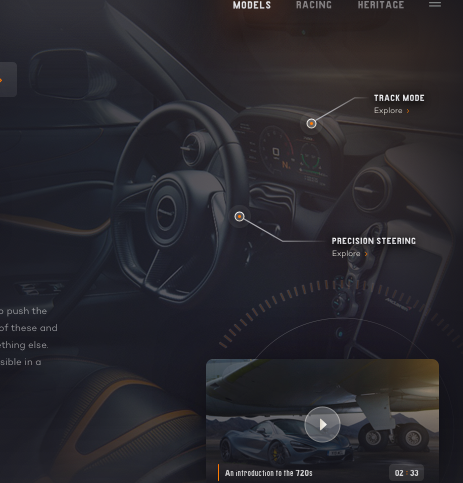 MODELS RACING HERITAGE
TRACK MODE
Explore ›
PRECISION STEERING
Explore ›
push the
of these and
ething else.
sible in a
An introduction to the 720s
02 : 33